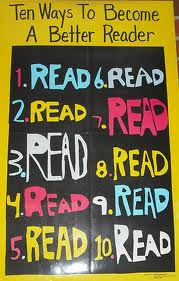 Ten Ways To Become
A Better Reader
1. READ
2. READ
3. READ
4. READ
5. READ
6. READ
7. READ
8. READ
9. READ
10. READ